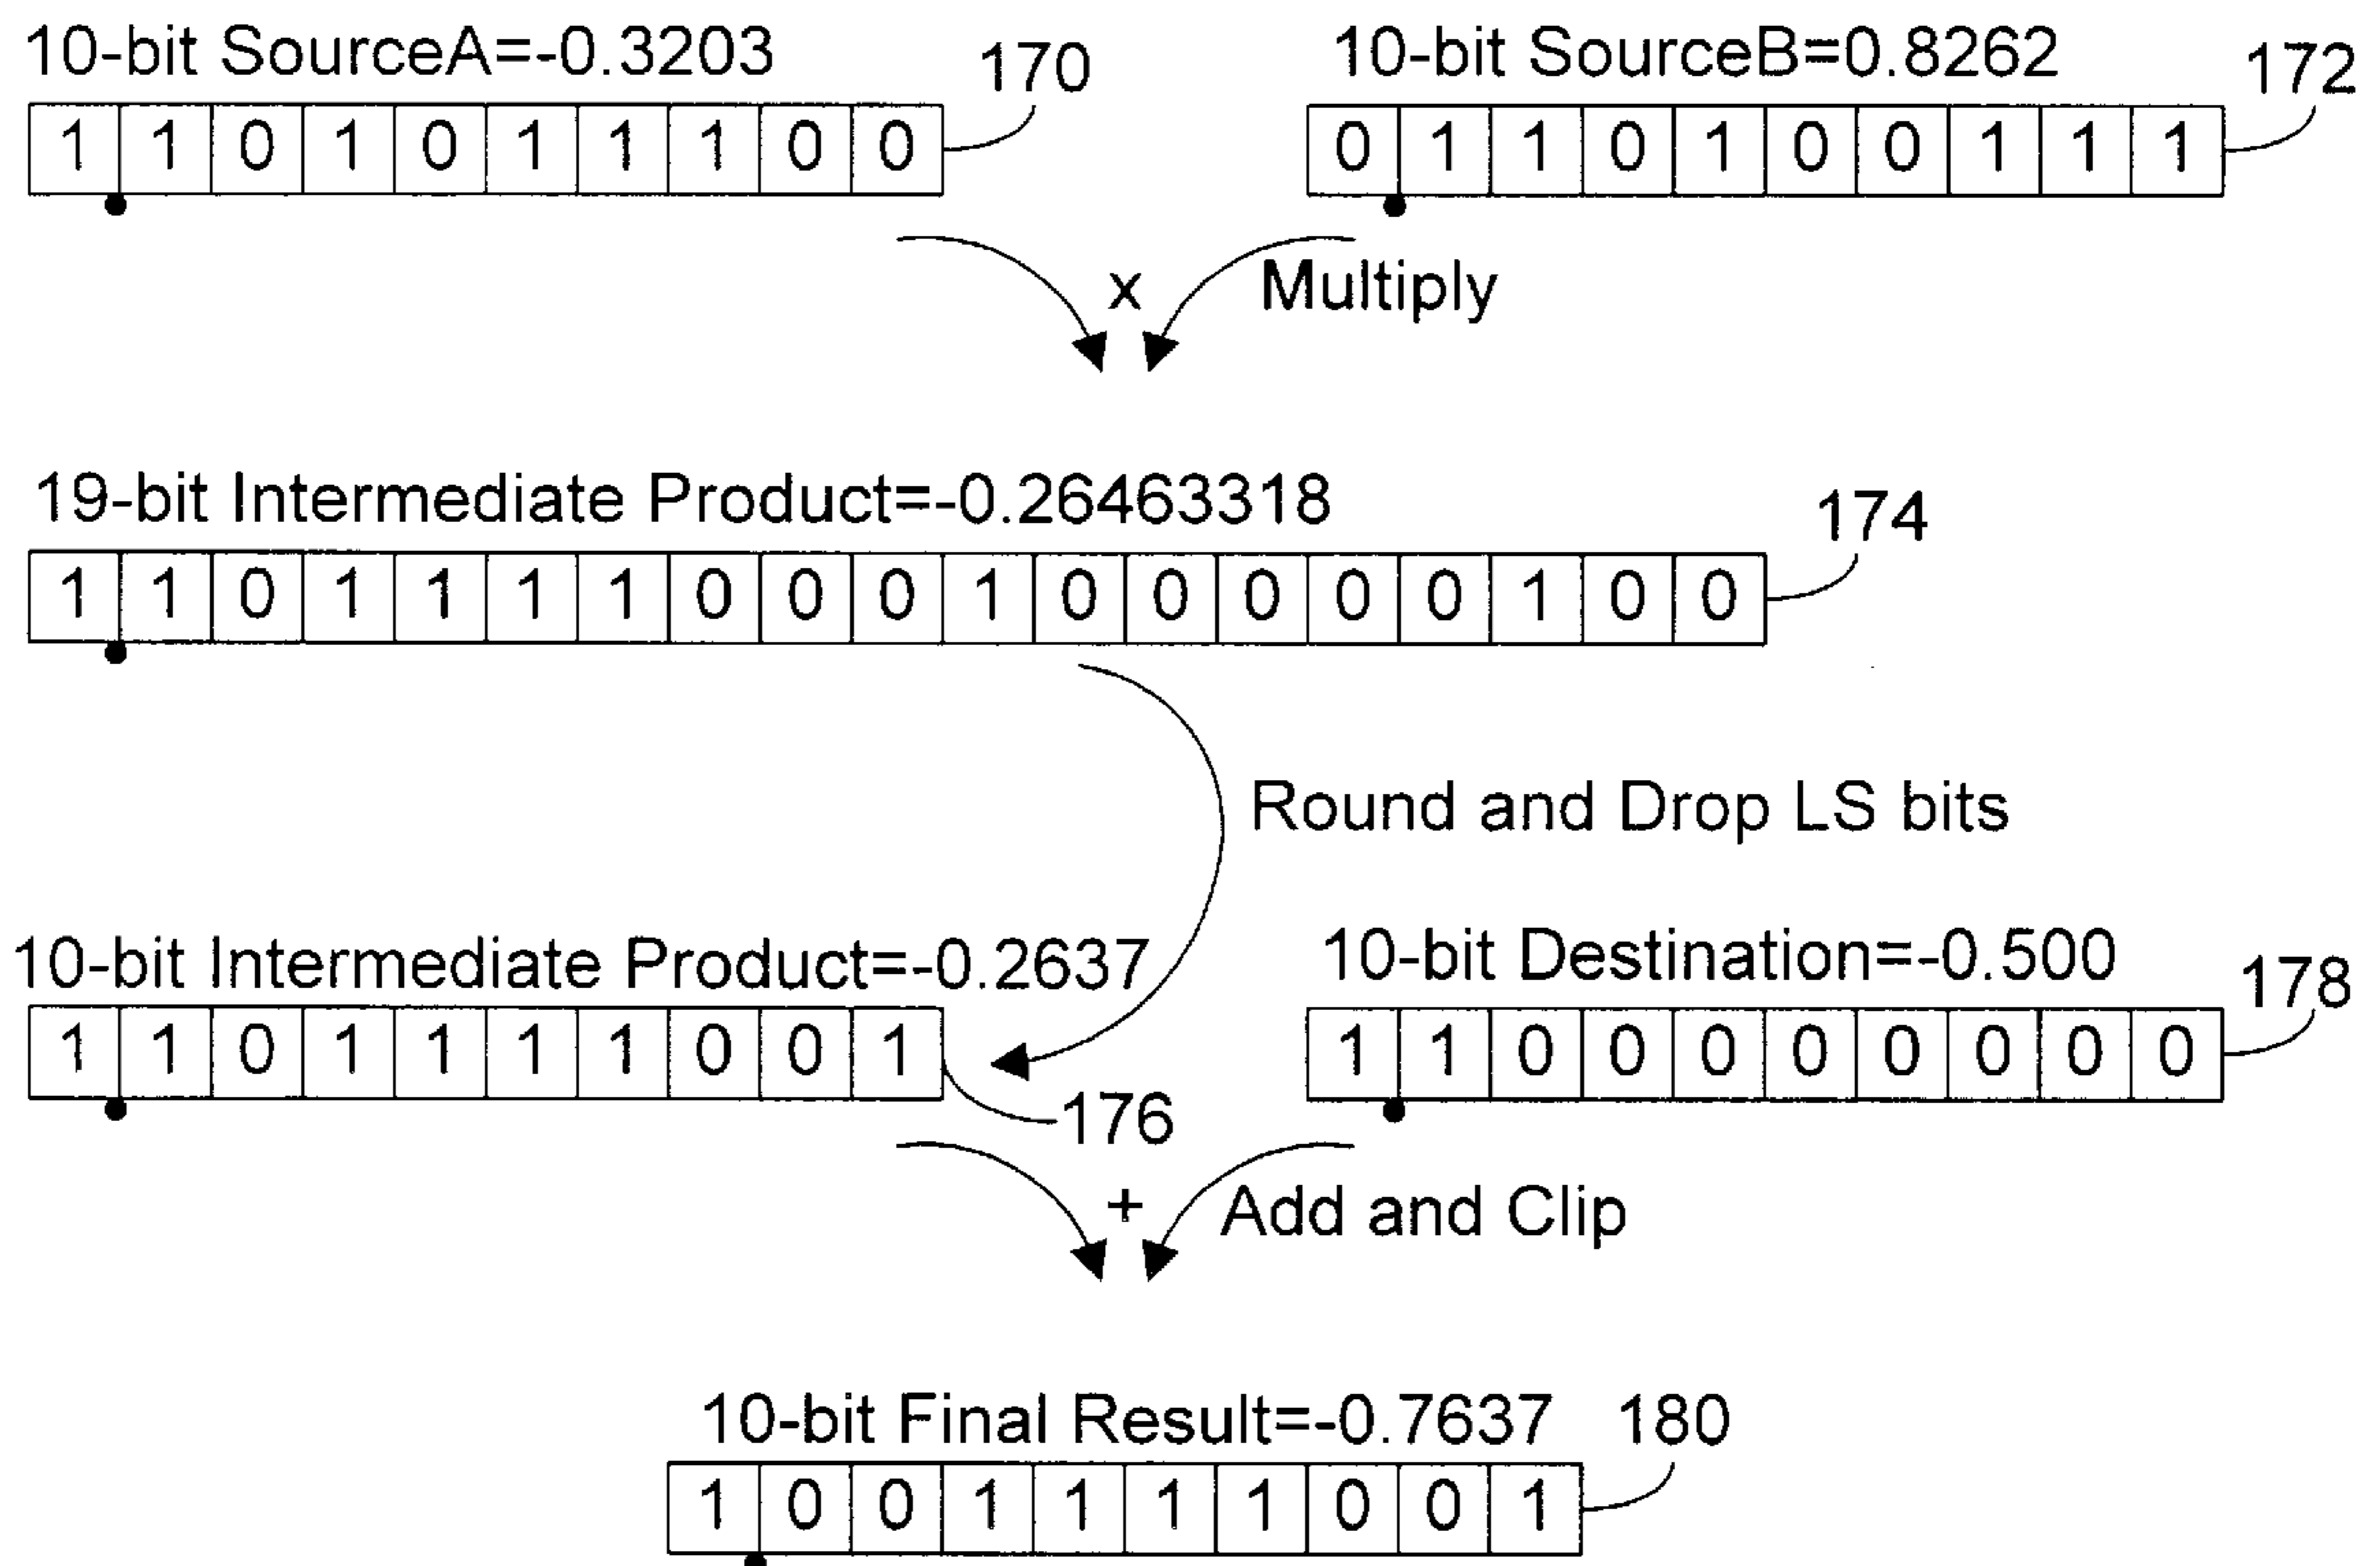 10-bit SourceA=-0.3203
170
10-bit SourceB=0.8262
172
1 1 0 1 0 1 1 1 0 0
0 1 1 0 1 0 0 1 1 1
x
Multiply
19-bit Intermediate Product=-0.26463318
174
1 1 0 1 1 1 1 0 0 0 1 0 0 0 0 0 1 0 0
Round and Drop LS bits
10-bit Intermediate Product=-0.2637
10-bit Destination=-0.500
178
1 1 0 1 1 1 1 0 0 1
1 1 0 0 0 0 0 0 0 0
176
+
Add and Clip
10-bit Final Result=-0.7637
180
1 0 0 1 1 1 1 0 0 1